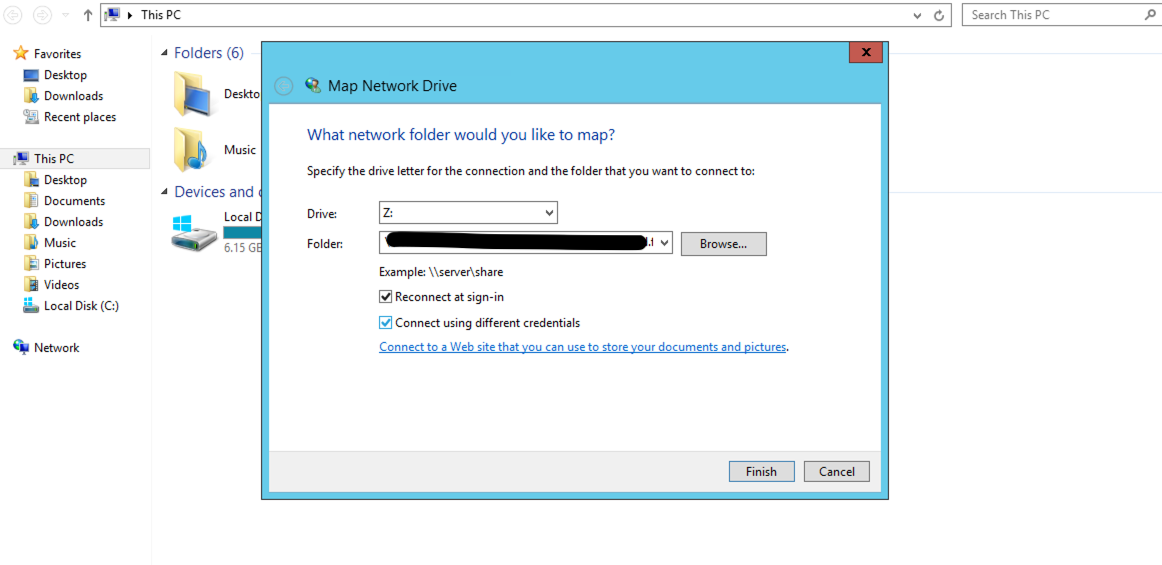 This PC
Search This PC
Favorites
Desktop
Downloads
Recent places
This PC
Desktop
Documents
Downloads
Music
Pictures
Videos
Local Disk (C:)
Network
Folders (6)
Deskto
Music
Devices and
Local D
6.15 GB
x
Map Network Drive
What network folder would you like to map?
Specify the drive letter for the connection and the folder that you want to connect to:
Drive:
Z:
Folder:
Browse...
Example: \\server\share
Reconnect at sign-in
Connect using different credentials
Connect to a Web site that you can use to store your documents and pictures.
Finish
Cancel